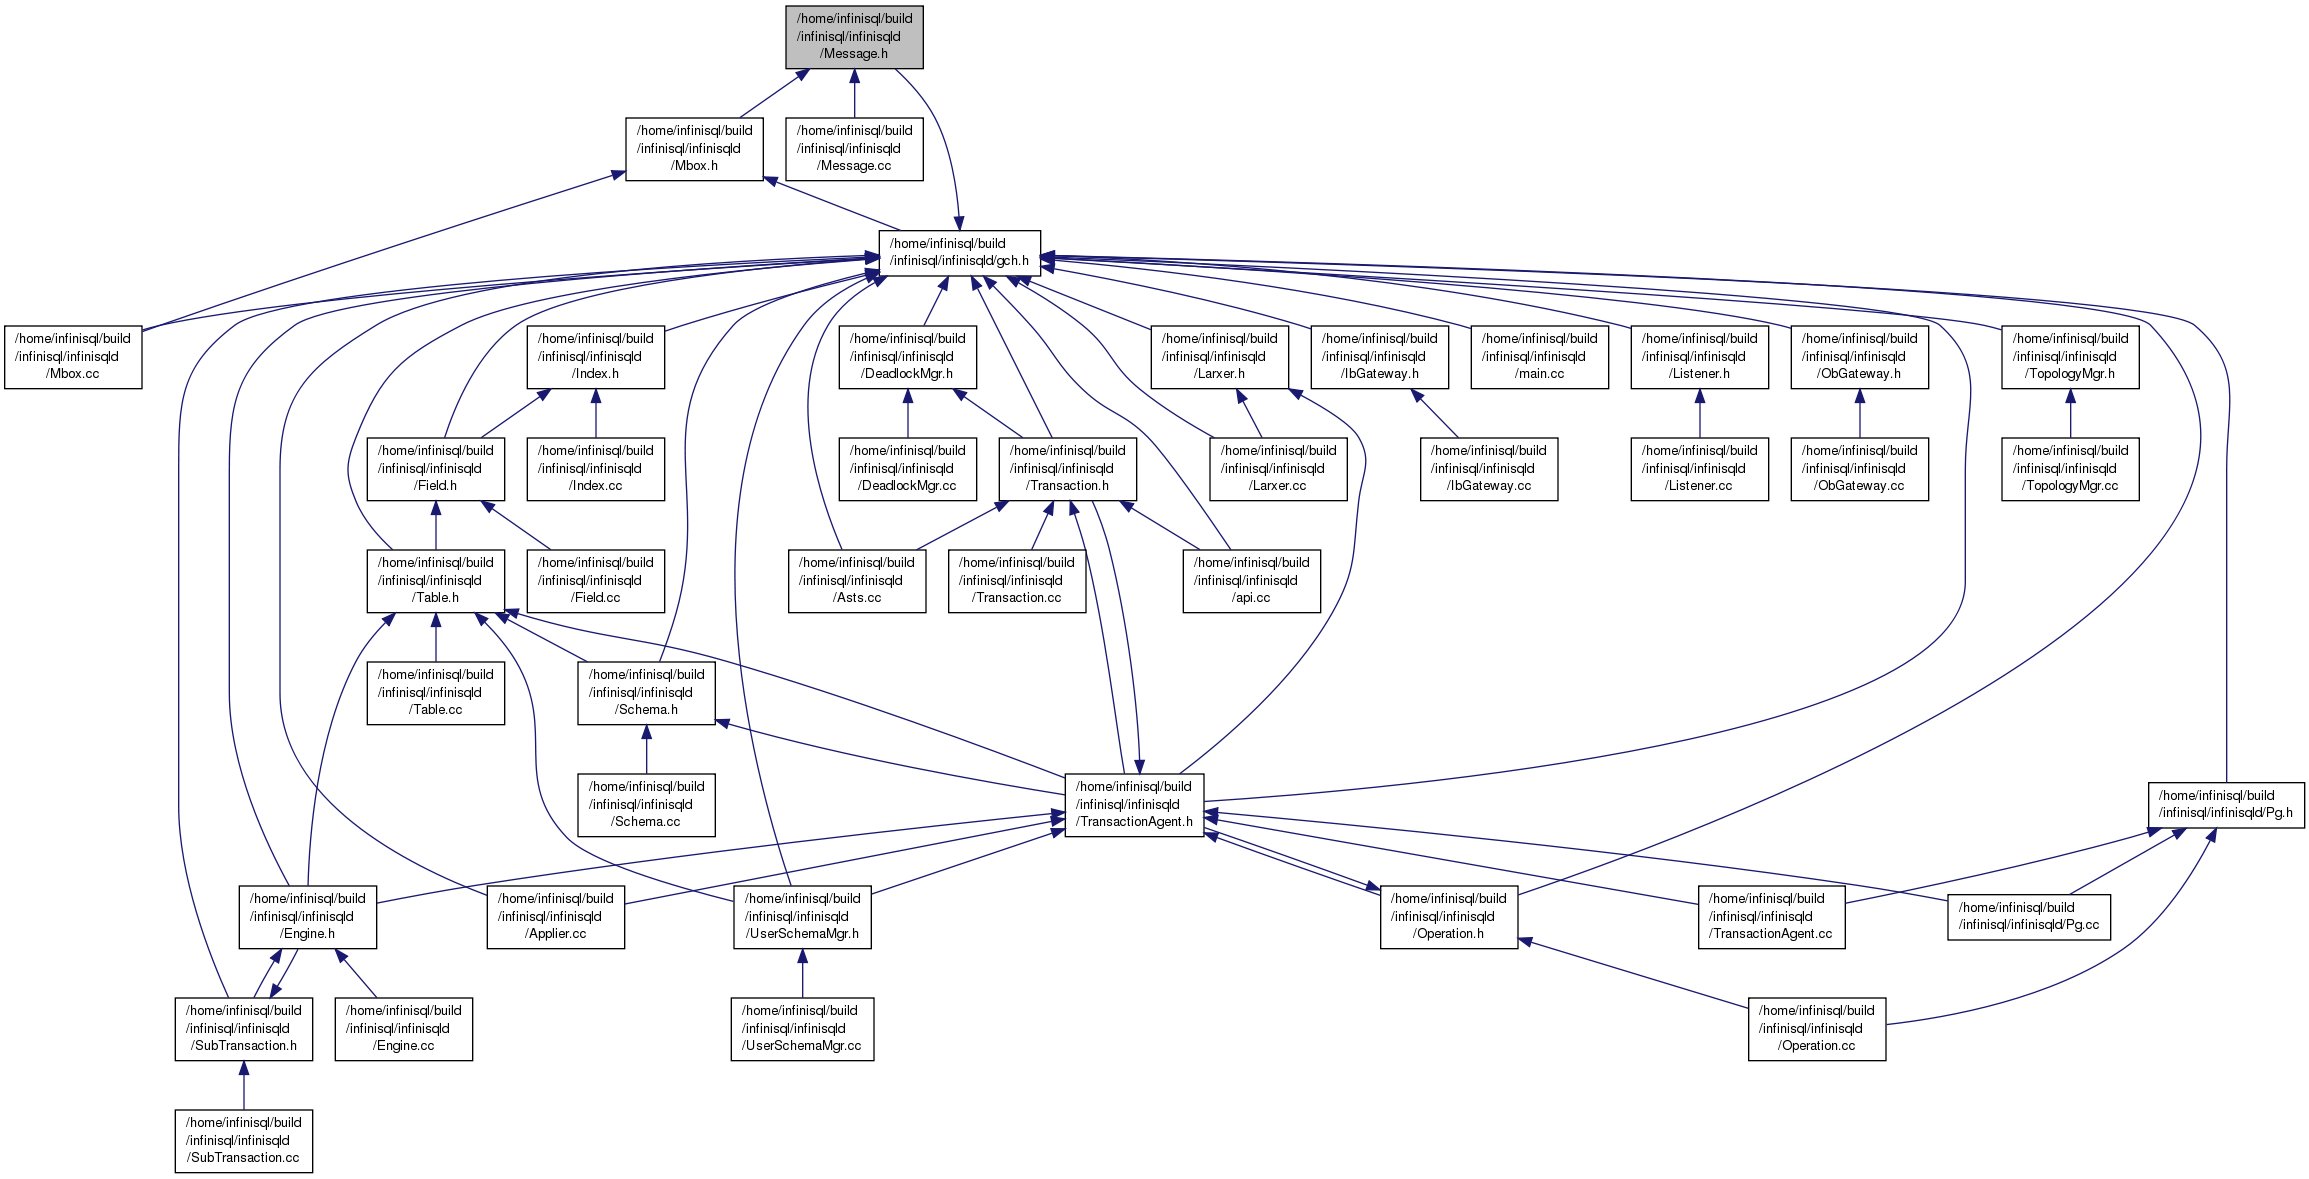 /home/infinisql/build
/infinisql/infinisqld
/Message.h
/home/infinisql/build
/infinisql/infinisqld
/Mbox.h
/home/infinisql/build
/infinisql/infinisqld
/Message.cc
/home/infinisql/build
/infinisql/infinisqld/gch.h
/home/infinisql/build
/infinisql/infinisqld
/Mbox.cc
/home/infinisql/build
/infinisql/infinisqld
/Index.h
/home/infinisql/build
/infinisql/infinisqld
/DeadlockMgr.h
/home/infinisql/build
/infinisql/infinisqld
/Larxer.h
/home/infinisql/build
/infinisql/infinisqld
/IbGateway.h
/home/infinisql/build
/infinisql/infinisqld
/main.cc
/home/infinisql/build
/infinisql/infinisqld
/Listener.h
/home/infinisql/build
/infinisql/infinisqld
/ObGateway.h
/home/infinisql/build
/infinisql/infinisqld
/TopologyMgr.h
/home/infinisql/build
/infinisql/infinisqld
/Field.h
/home/infinisql/build
/infinisql/infinisqld
/Index.cc
/home/infinisql/build
/infinisql/infinisqld
/DeadlockMgr.cc
/home/infinisql/build
/infinisql/infinisqld
/Transaction.h
/home/infinisql/build
/infinisql/infinisqld
/Larxer.cc
/home/infinisql/build
/infinisql/infinisqld
/IbGateway.cc
/home/infinisql/build
/infinisql/infinisqld
/Listener.cc
/home/infinisql/build
/infinisql/infinisqld
/ObGateway.cc
/home/infinisql/build
/infinisql/infinisqld
/TopologyMgr.cc
/home/infinisql/build
/infinisql/infinisqld
/Table.h
/home/infinisql/build
/infinisql/infinisqld
/Field.cc
/home/infinisql/build
/infinisql/infinisqld
/Asts.cc
/home/infinisql/build
/infinisql/infinisqld
/Transaction.cc
/home/infinisql/build
/infinisql/infinisqld
/api.cc
/home/infinisql/build
/infinisql/infinisqld
/Table.cc
/home/infinisql/build
/infinisql/infinisqld
/Schema.h
/home/infinisql/build
/infinisql/infinisqld
/Schema.cc
/home/infinisql/build
/infinisql/infinisqld
/TransactionAgent.h
/home/infinisql/build
/infinisql/infinisqld/Pg.h
/home/infinisql/build
/infinisql/infinisqld
/Engine.h
/home/infinisql/build
/infinisql/infinisqld
/Applier.cc
/home/infinisql/build
/infinisql/infinisqld
/UserSchemaMgr.h
/home/infinisql/build
/infinisql/infinisqld
/Operation.h
/home/infinisql/build
/infinisql/infinisqld
/TransactionAgent.cc
/home/infinisql/build
/infinisql/infinisqld/Pg.cc
/home/infinisql/build
/infinisql/infinisqld
/SubTransaction.h
/home/infinisql/build
/infinisql/infinisqld
/Engine.cc
/home/infinisql/build
/infinisql/infinisqld
/UserSchemaMgr.cc
/home/infinisql/build
/infinisql/infinisqld
/Operation.cc
/home/infinisql/build
/infinisql/infinisqld
/SubTransaction.cc